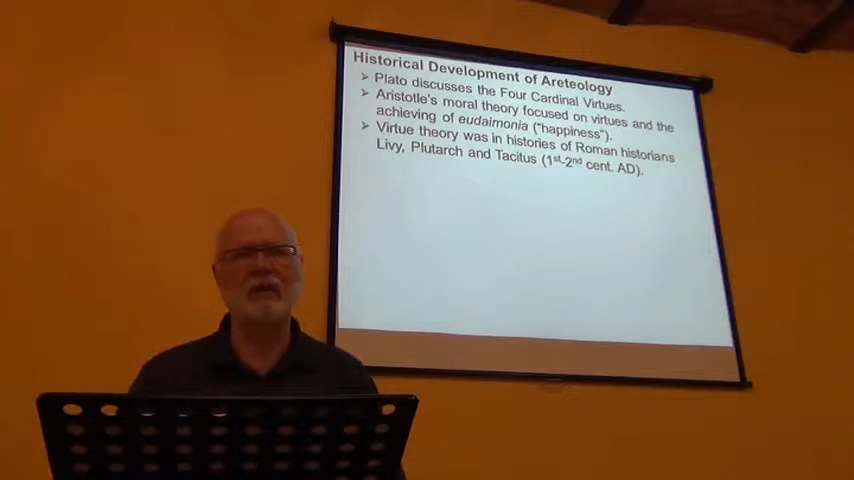 Historical Development of Areteology
➢ Plato discusses the Four Cardinal Virtues.
➢ Aristotle's moral theory focused on virtues and the
achieving of eudaimonia ("happiness").
➢ Virtue theory was in histories of Roman historians
Livy, Plutarch and Tacitus (1st-2nd cent. AD).